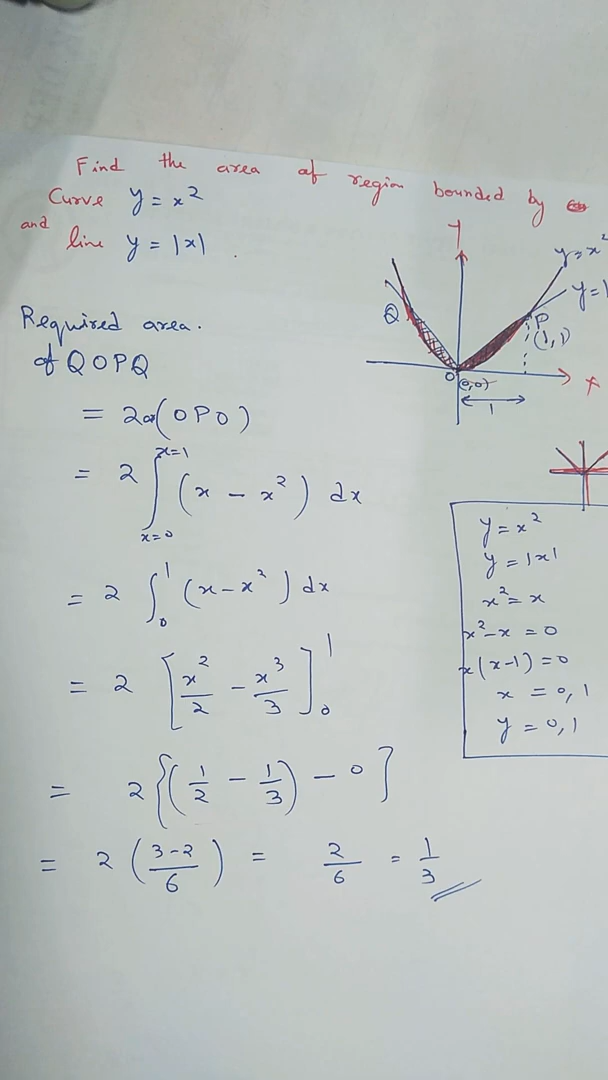 Find the area of region bounded by
Curve y = x²
and line y = |x| .
Y
y = x²
y = |
Q
P
(1,1)
O (0,0)
X
1
Required area.
of QOPQ
= 2ar(OPO)
= 2 ∫_{x=0}^{x=1} (x − x²) dx
= 2 ∫₀¹ (x − x²) dx
= 2 [x²/2 − x³/3]₀¹
= 2{(1/2 − 1/3) − 0}
= 2 (3-2/6) = 2/6 = 1/3
y = x²
y = |x|
x² = x
x² − x = 0
x(x−1) = 0
x = 0,1
y = 0,1